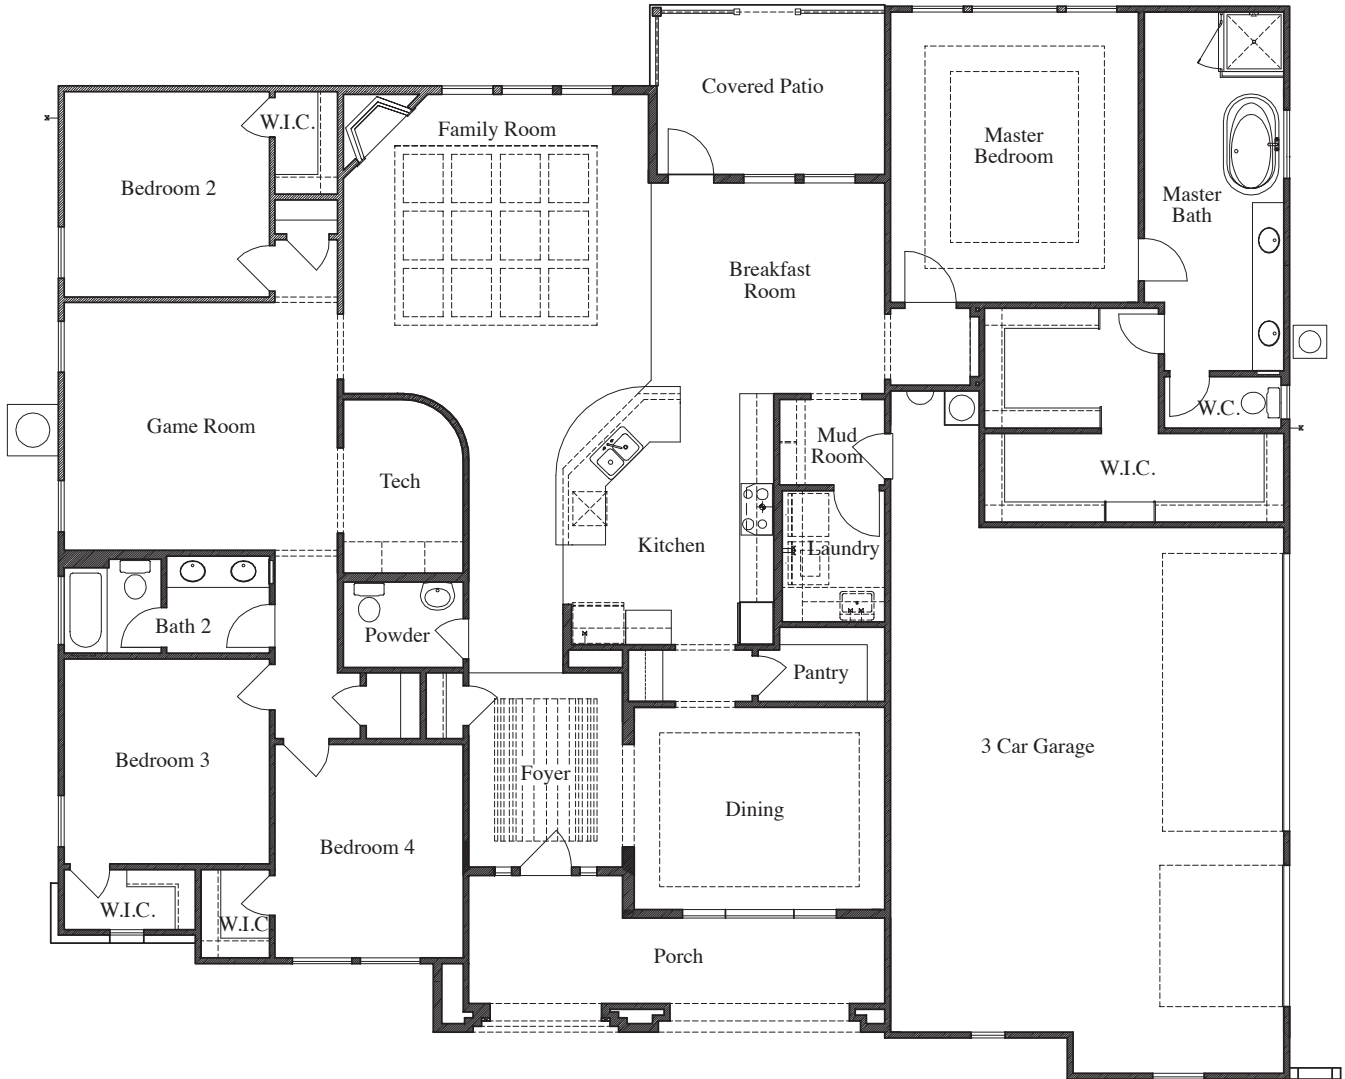 Covered Patio
W.I.C.
Family Room
Master
Bedroom
Bedroom 2
Master
Bath
Breakfast
Room
Game Room
W.C.
Mud
Room
W.I.C.
Tech
Kitchen
Laundry
Bath 2
Powder
Pantry
Bedroom 3
Foyer
3 Car Garage
Dining
Bedroom 4
W.I.C.
W.I.C
Porch